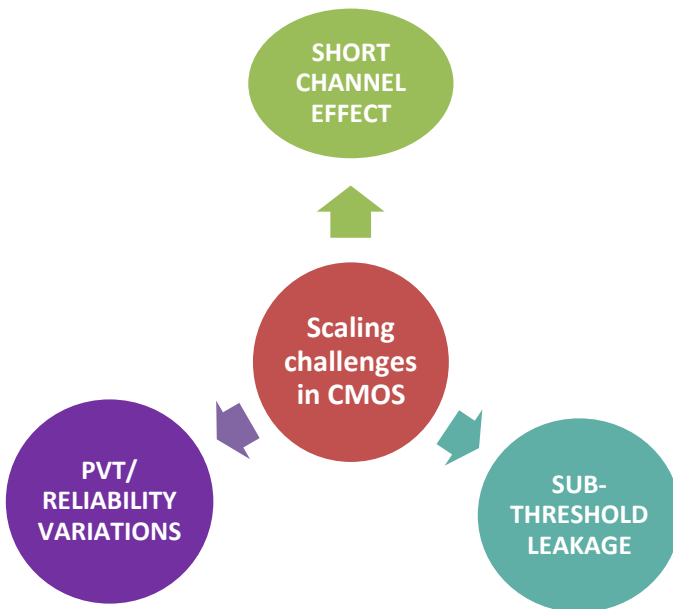 SHORT
CHANNEL
EFFECT
Scaling
challenges
in CMOS
PVT/
RELIABILITY
VARIATIONS
SUB-
THRESHOLD
LEAKAGE